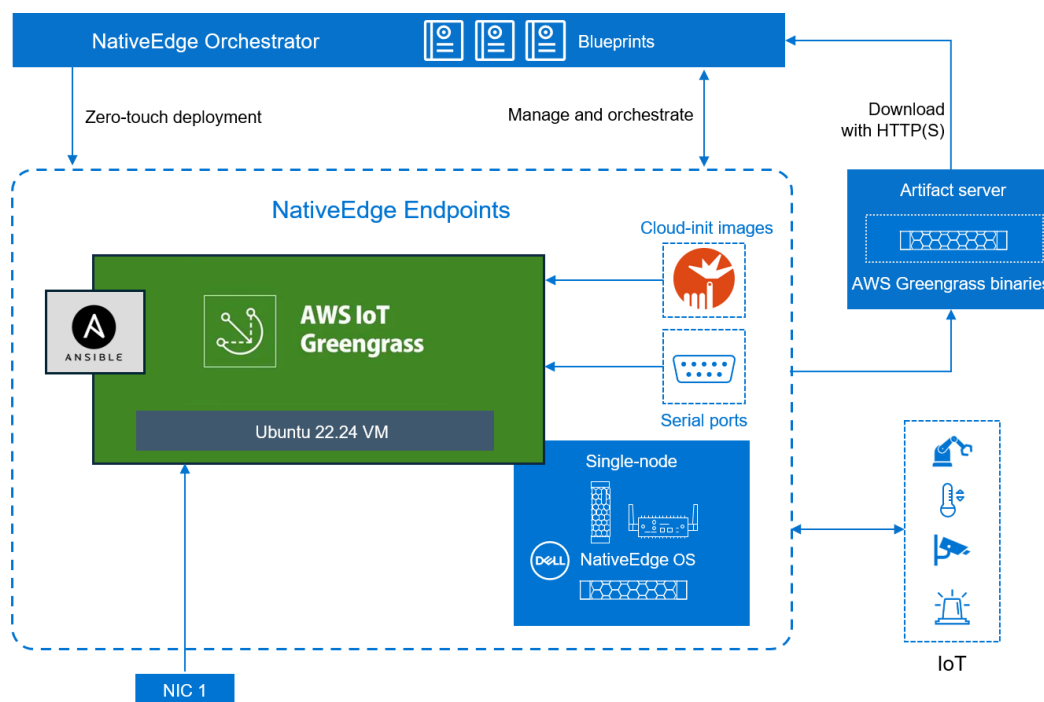 NativeEdge Orchestrator
Blueprints
Zero-touch deployment
Manage and orchestrate
Download
with HTTP(S)
Artifact server
AWS Greengrass binaries
NativeEdge Endpoints
Cloud-init images
ANSIBLE
AWS IoT
Greengrass
Serial ports
Ubuntu 22.24 VM
Single-node
DELL
NativeEdge OS
IoT
NIC 1